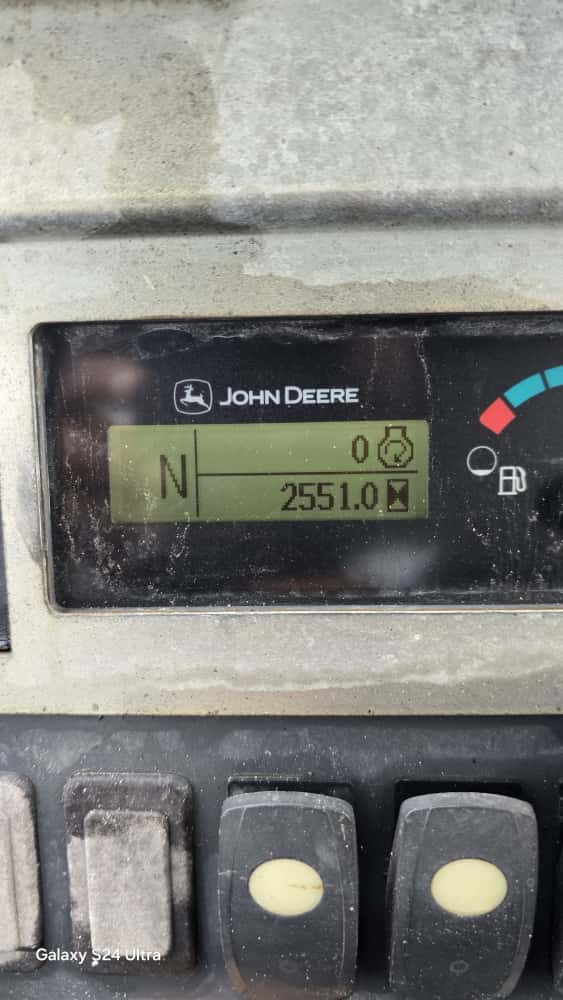 JOHN DEERE
N
0
2551.0
Galaxy S24 Ultra